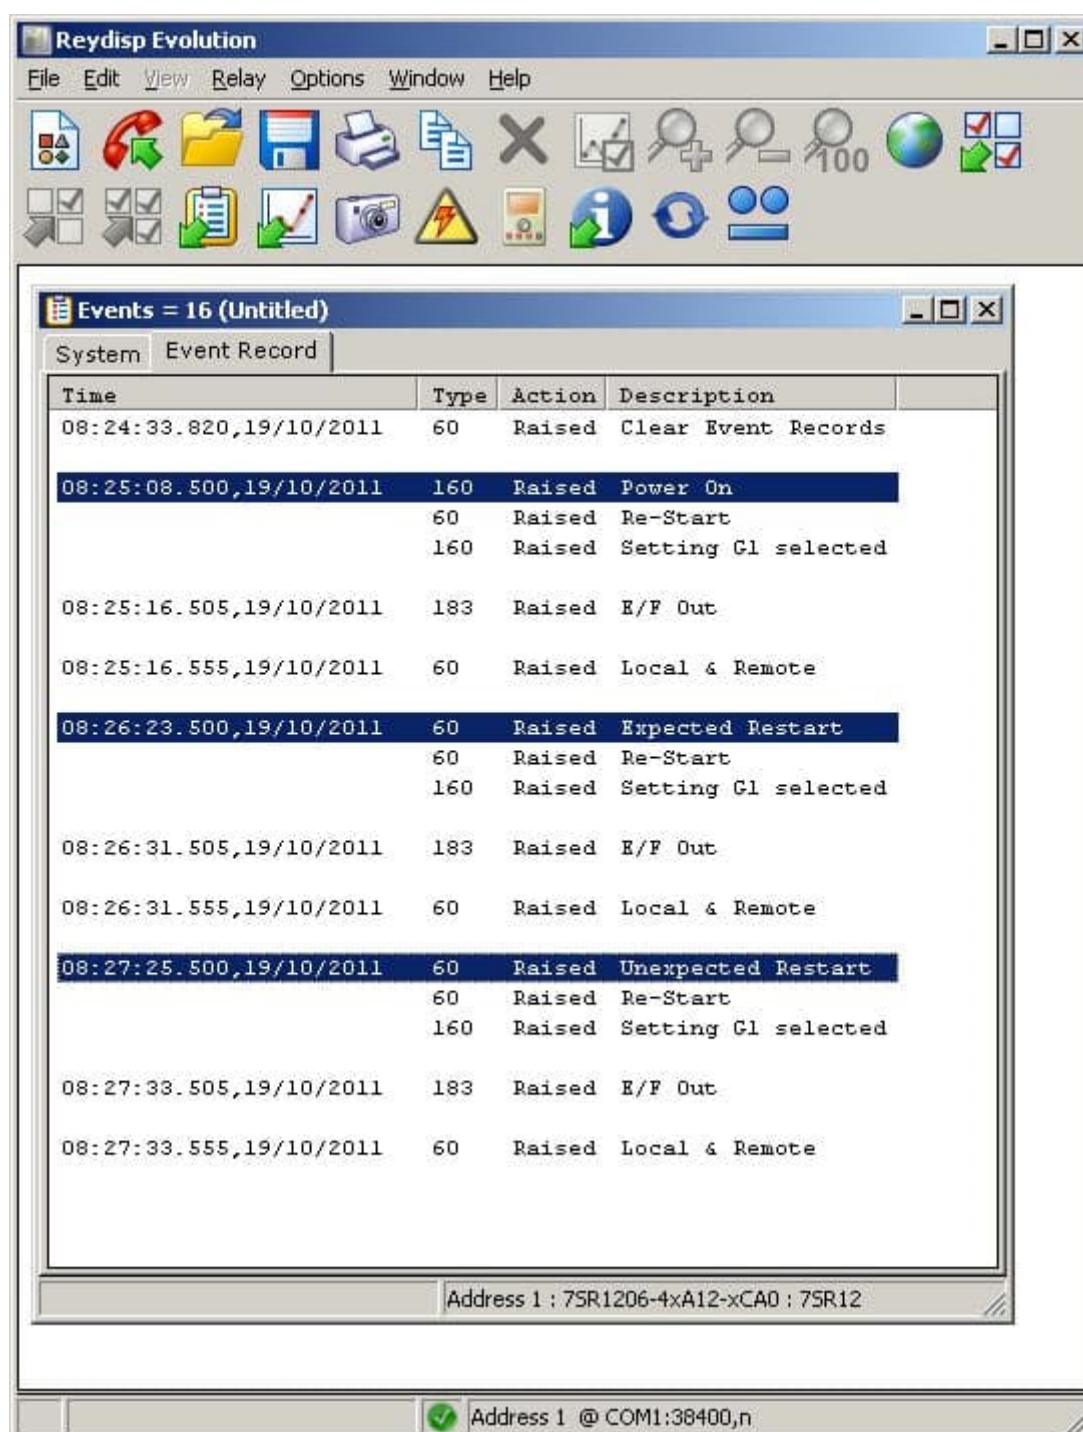 Reydisp Evolution
File Edit View Relay Options Window Help
100
Events = 16 (Untitled)
System Event Record
Time Type Action Description
08:24:33.820,19/10/2011 60 Raised Clear Event Records
08:25:08.500,19/10/2011 160 Raised Power On
60 Raised Re-Start
160 Raised Setting G1 selected
08:25:16.505,19/10/2011 183 Raised E/F Out
08:25:16.555,19/10/2011 60 Raised Local & Remote
08:26:23.500,19/10/2011 60 Raised Expected Restart
60 Raised Re-Start
160 Raised Setting G1 selected
08:26:31.505,19/10/2011 183 Raised E/F Out
08:26:31.555,19/10/2011 60 Raised Local & Remote
08:27:25.500,19/10/2011 60 Raised Unexpected Restart
60 Raised Re-Start
160 Raised Setting G1 selected
08:27:33.505,19/10/2011 183 Raised E/F Out
08:27:33.555,19/10/2011 60 Raised Local & Remote
Address 1 : 7SR1206-4xA12-xCA0 : 7SR12
Address 1 @ COM1:38400,n